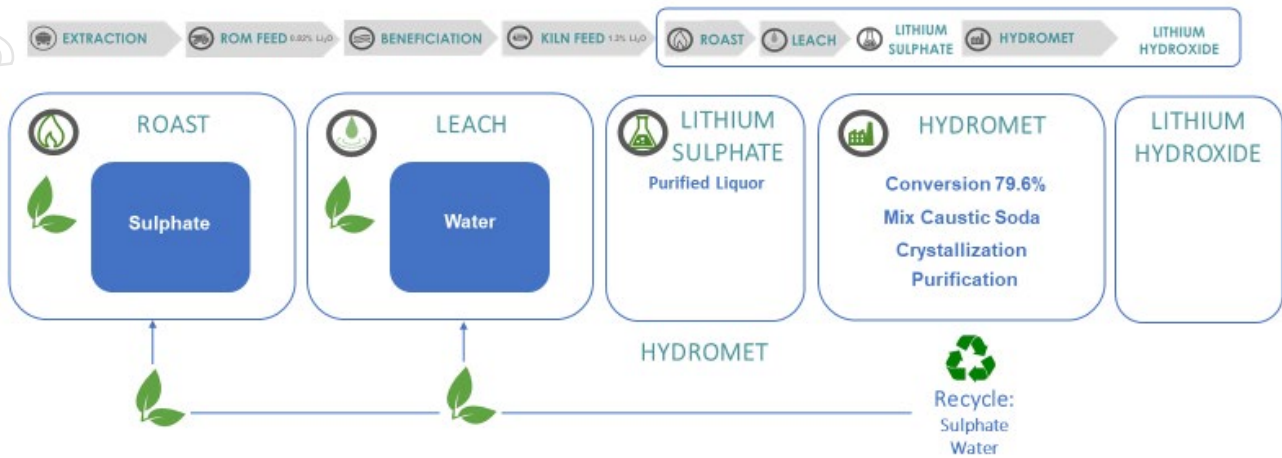 EXTRACTION
ROM FEED 0.82% Li₂O
BENEFICIATION
KILN FEED 1.2% Li₂O
ROAST
LEACH
LITHIUM
SULPHATE
HYDROMET
LITHIUM
HYDROXIDE
ROAST
Sulphate
LEACH
Water
LITHIUM
SULPHATE
Purified Liquor
HYDROMET
Conversion 79.6%
Mix Caustic Soda
Crystallization
Purification
LITHIUM
HYDROXIDE
HYDROMET
Recycle:
Sulphate
Water